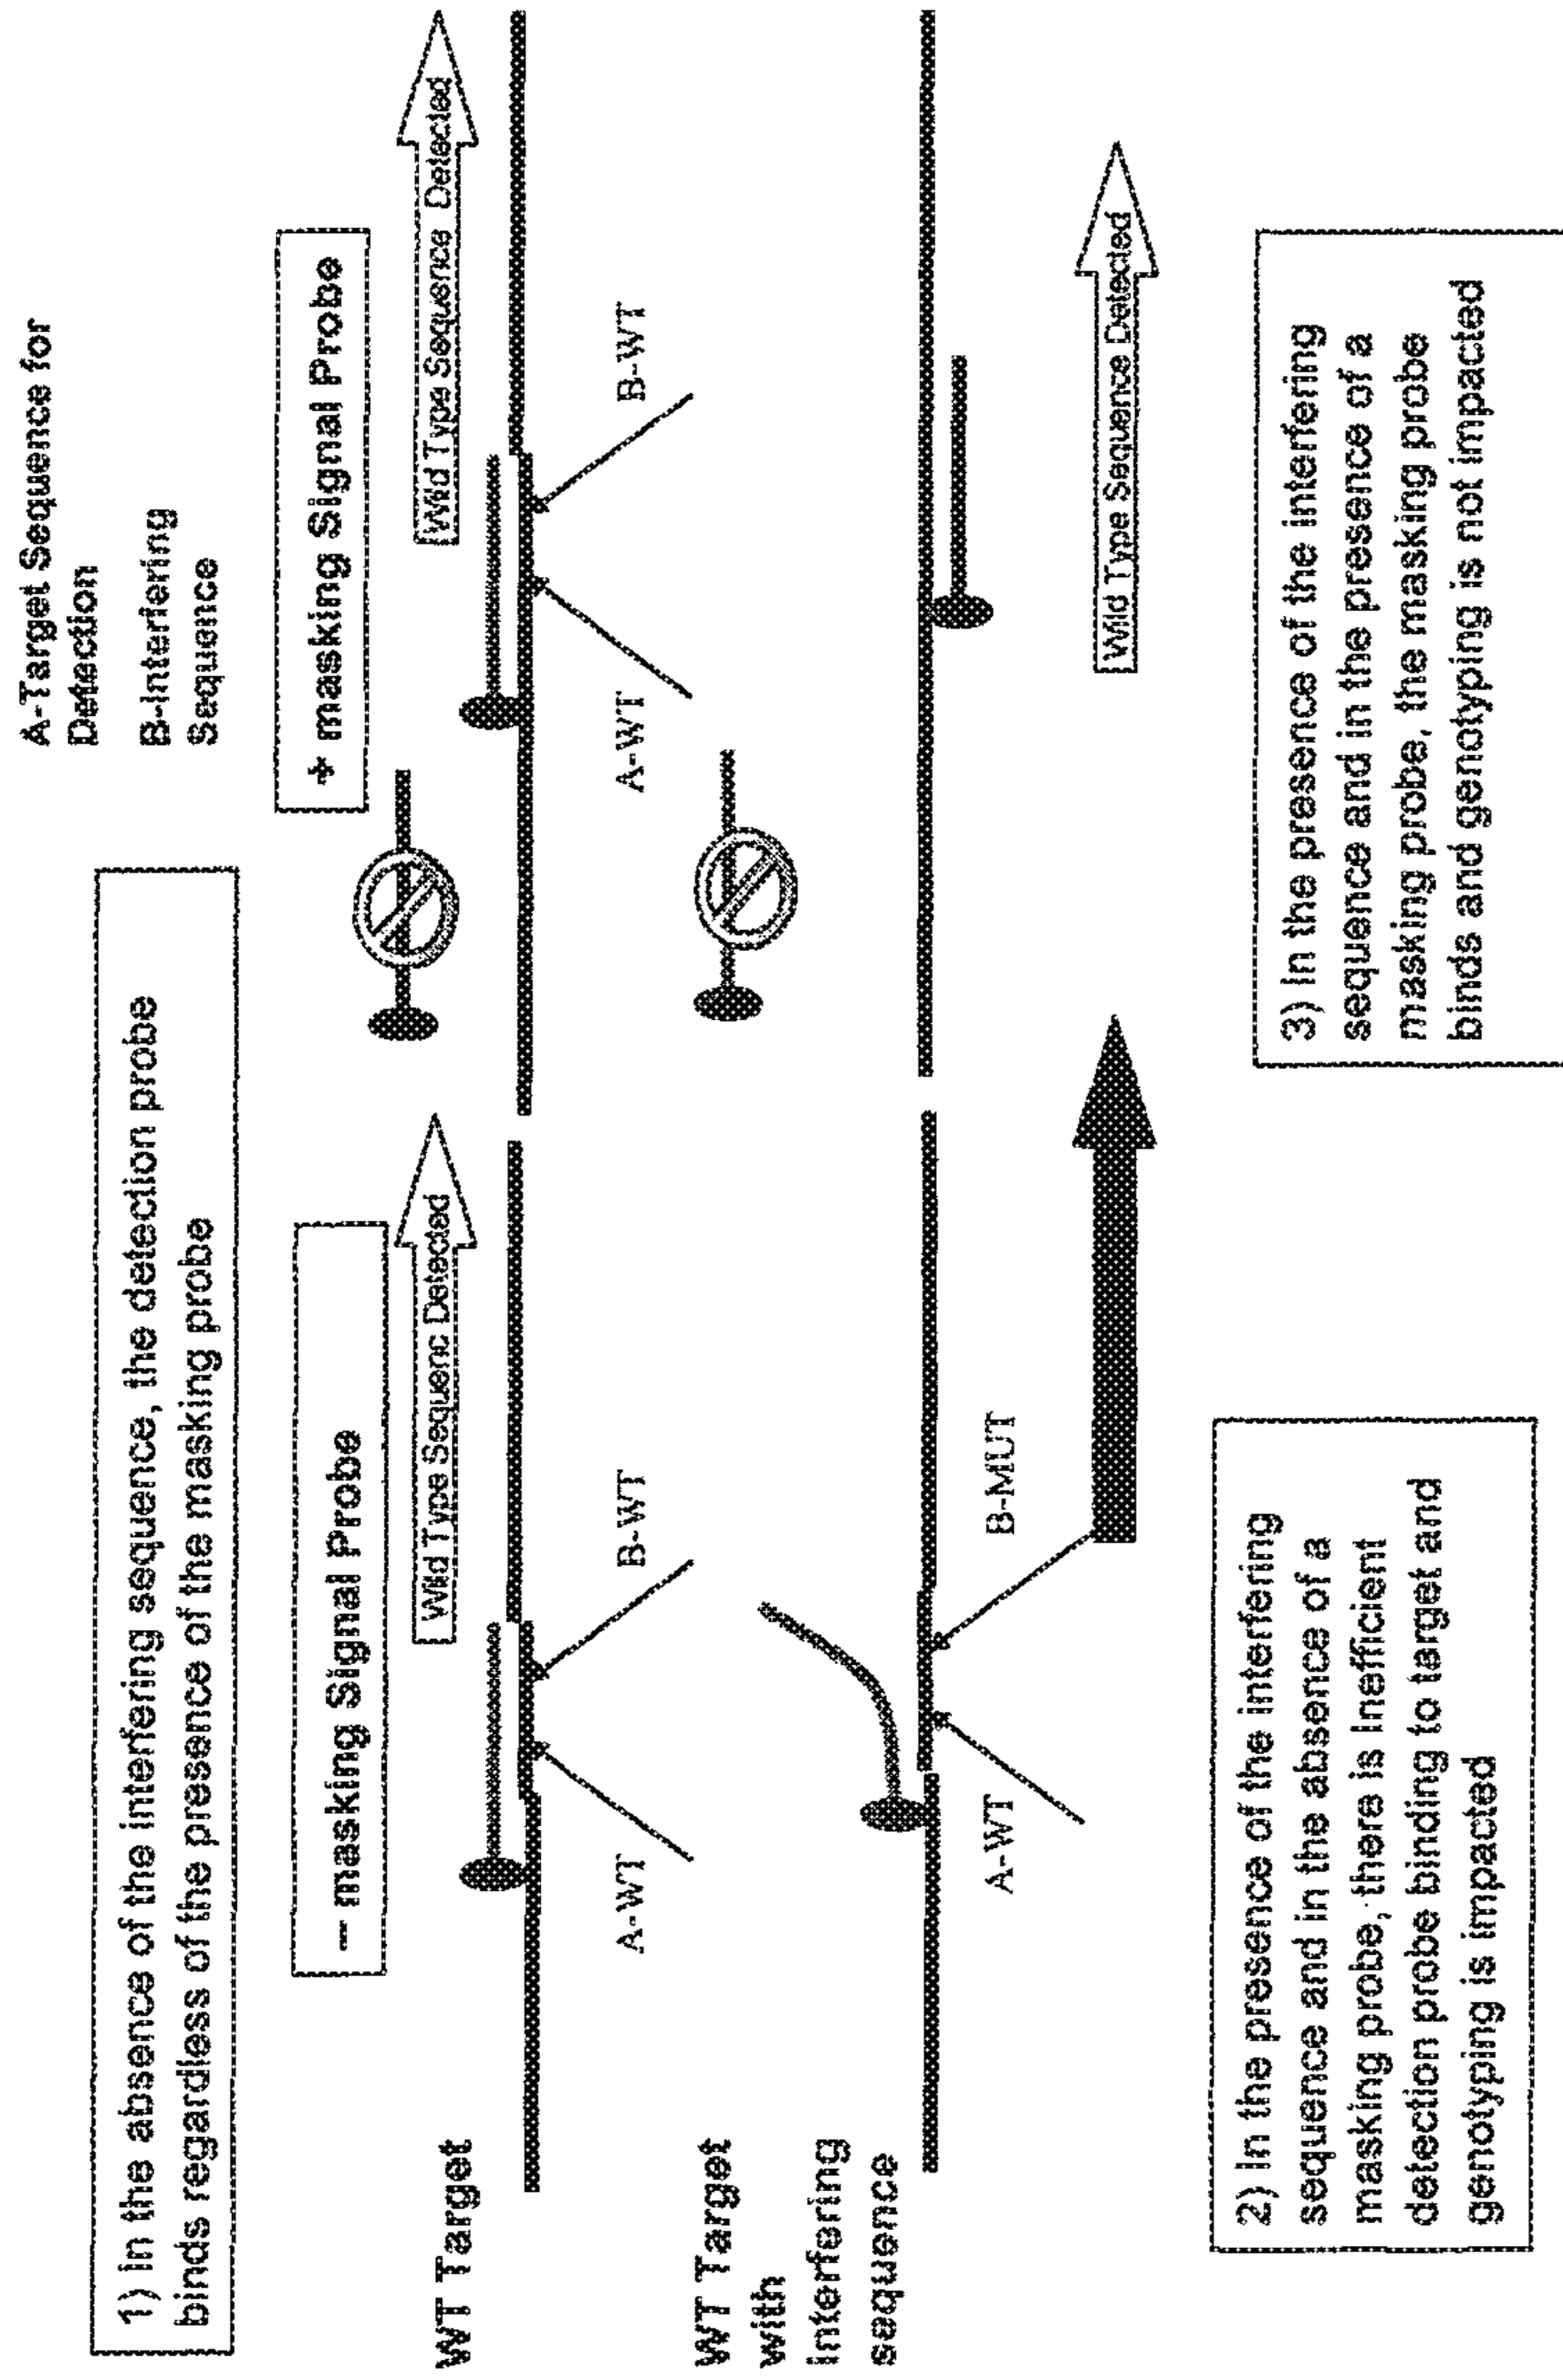 A-Target Sequence for
Detection
B-Interfering
Sequence
1) In the absence of the interfering sequence, the detection probe
binds regardless of the presence of the masking probe
– masking Signal Probe
+ masking Signal Probe
Wild Type Sequenc Detected
Wild Type Sequence Detected
WT Target
A-WT
B-WT
A-WT
B-WT
WT Target
with
interfering
sequence
A-WT
B-MUT
Wild Type Sequence Detected
2) In the presence of the interfering
sequence and in the absence of a
masking probe, there is inefficient
detection probe binding to target and
genotyping is impacted
3) In the presence of the interfering
sequence and in the presence of a
masking probe, the masking probe
binds and genotyping is not impacted